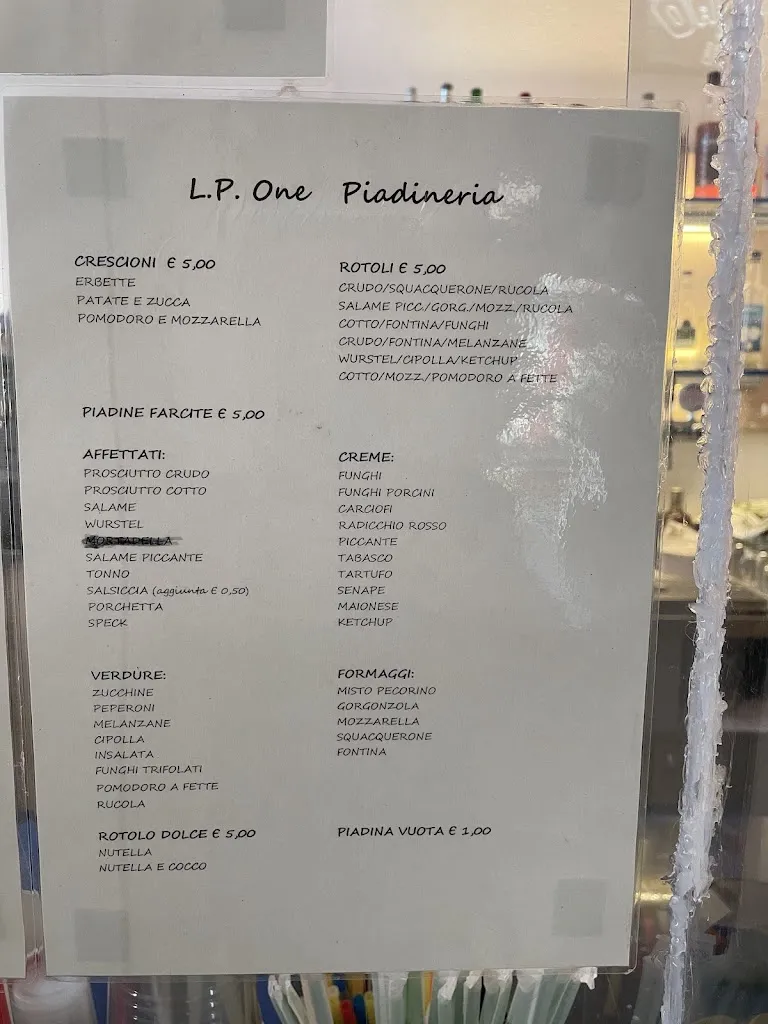 L.P. One Piadineria
CRESCIONI € 5,00
ERBETTE
PATATE E ZUCCA
POMODORO E MOZZARELLA
ROTOLI € 5,00
CRUDO/SQUACQUERONE/RUCOLA
SALAME PICC./GORG./MOZZ./RUCOLA
COTTO/FONTINA/FUNGHI
CRUDO/FONTINA/MELANZANE
WURSTEL/CIPOLLA/KETCHUP
COTTO/MOZZ./POMODORO A FETTE
PIADINE FARCITE € 5,00
AFFETTATI:
PROSCIUTTO CRUDO
PROSCIUTTO COTTO
SALAME
WURSTEL
MORTADELLA
SALAME PICCANTE
TONNO
SALSICCIA (aggiunta € 0,50)
PORCHETTA
SPECK
CREME:
FUNGHI
FUNGHI PORCINI
CARCIOFI
RADICCHIO ROSSO
PICCANTE
TABASCO
TARTUFO
SENAPE
MAIONESE
KETCHUP
VERDURE:
ZUCCHINE
PEPERONI
MELANZANE
CIPOLLA
INSALATA
FUNGHI TRIFOLATI
POMODORO A FETTE
RUCOLA
FORMAGGI:
MISTO PECORINO
GORGONZOLA
MOZZARELLA
SQUACQUERONE
FONTINA
ROTOLO DOLCE € 5,00
NUTELLA
NUTELLA E COCCO
PIADINA VUOTA € 1,00